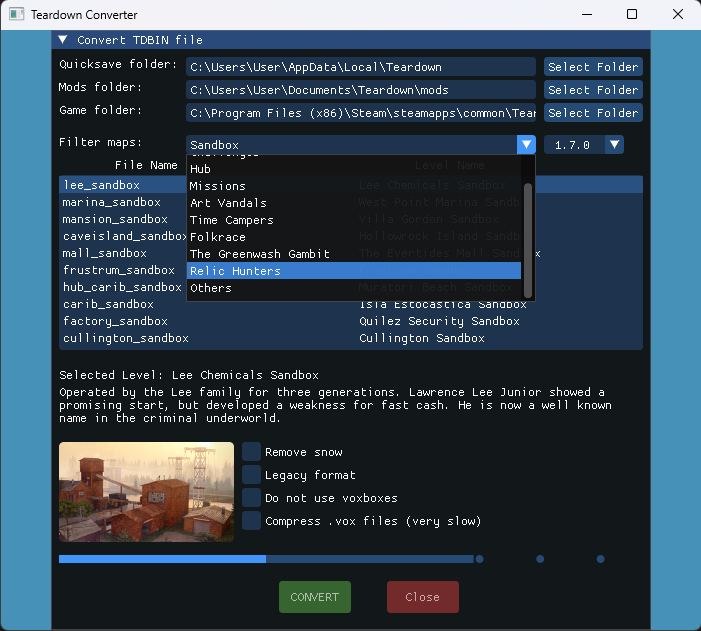 Teardown Converter
Convert TDBIN file
Quicksave folder: C:\Users\User\AppData\Local\Teardown Select Folder
Mods folder: C:\Users\User\Documents\Teardown\mods Select Folder
Game folder: C:\Program Files (x86)\Steam\steamapps\common\Tear Select Folder
Filter maps: Sandbox 1.7.0
File Name Level Name
Hub
Missions
Art Vandals
Time Campers
Folkrace
The Greenwash Gambit
Relic Hunters
Others
lee_sandbox Lee Chemicals Sandbox
marina_sandbox West Point Marina Sandb
mansion_sandbox Villa Gordon Sandbox
caveisland_sandbox Hollowrock Island Sandb
mall_sandbox The Evertides Mall Sandbox
frustrum_sandbox
hub_carib_sandbox Muratori Beach Sandbox
carib_sandbox Isla Estocastica Sandbox
factory_sandbox Quilez Security Sandbox
cullington_sandbox Cullington Sandbox
Selected Level: Lee Chemicals Sandbox
Operated by the Lee family for three generations. Lawrence Lee Junior showed a
promising start, but developed a weakness for fast cash. He is now a well known
name in the criminal underworld.
Remove snow
Legacy format
Do not use voxboxes
Compress .vox files (very slow)
CONVERT Close